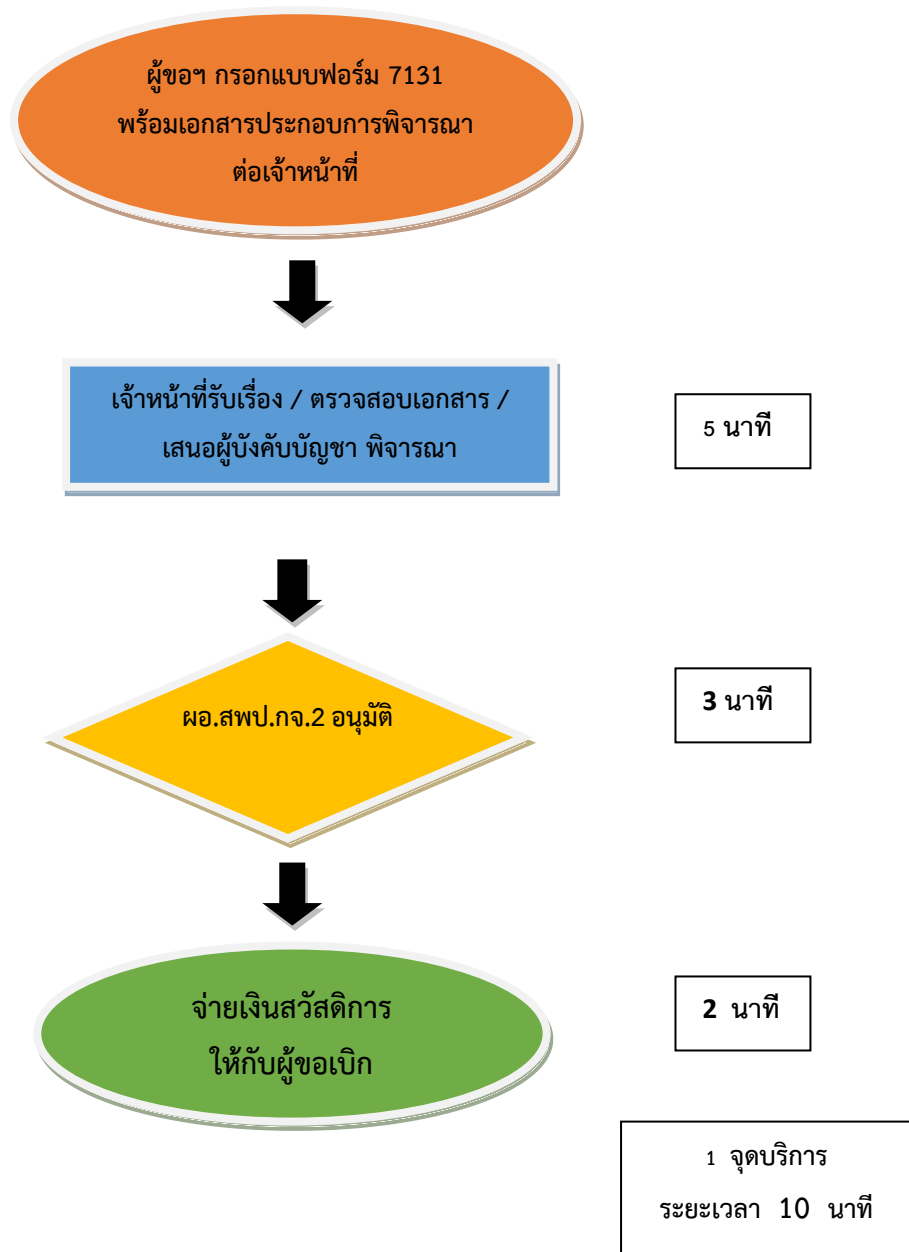 ผู้ขอฯ กรอกแบบฟอร์ม 7131
พร้อมเอกสารประกอบการพิจารณา
ต่อเจ้าหน้าที่
เจ้าหน้าที่รับเรื่อง / ตรวจสอบเอกสาร /
เสนอผู้บังคับบัญชา พิจารณา
5 นาที
ผอ.สพป.กจ.2 อนุมัติ
3 นาที
จ่ายเงินสวัสดิการ
ให้กับผู้ขอเบิก
2 นาที
1 จุดบริการ
ระยะเวลา 10 นาที